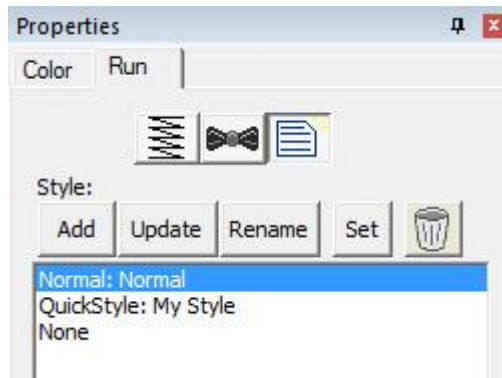 Properties
Color Run
Style:
Add Update Rename Set
Normal: Normal
QuickStyle: My Style
None